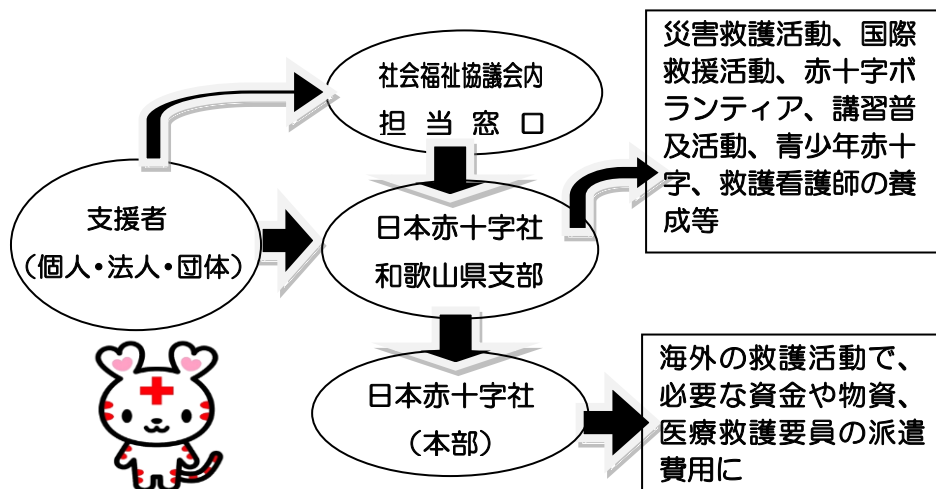 社会福祉協議会内
担当窓口
災害救護活動、国際
救援活動、赤十字ボ
ランティア、講習普
及活動、青少年赤十
字、救護看護師の養
成等
支援者
（個人・法人・団体）
日本赤十字社
和歌山県支部
日本赤十字社
（本部）
海外の救護活動で、
必要な資金や物資、
医療救護要員の派遣
費用に